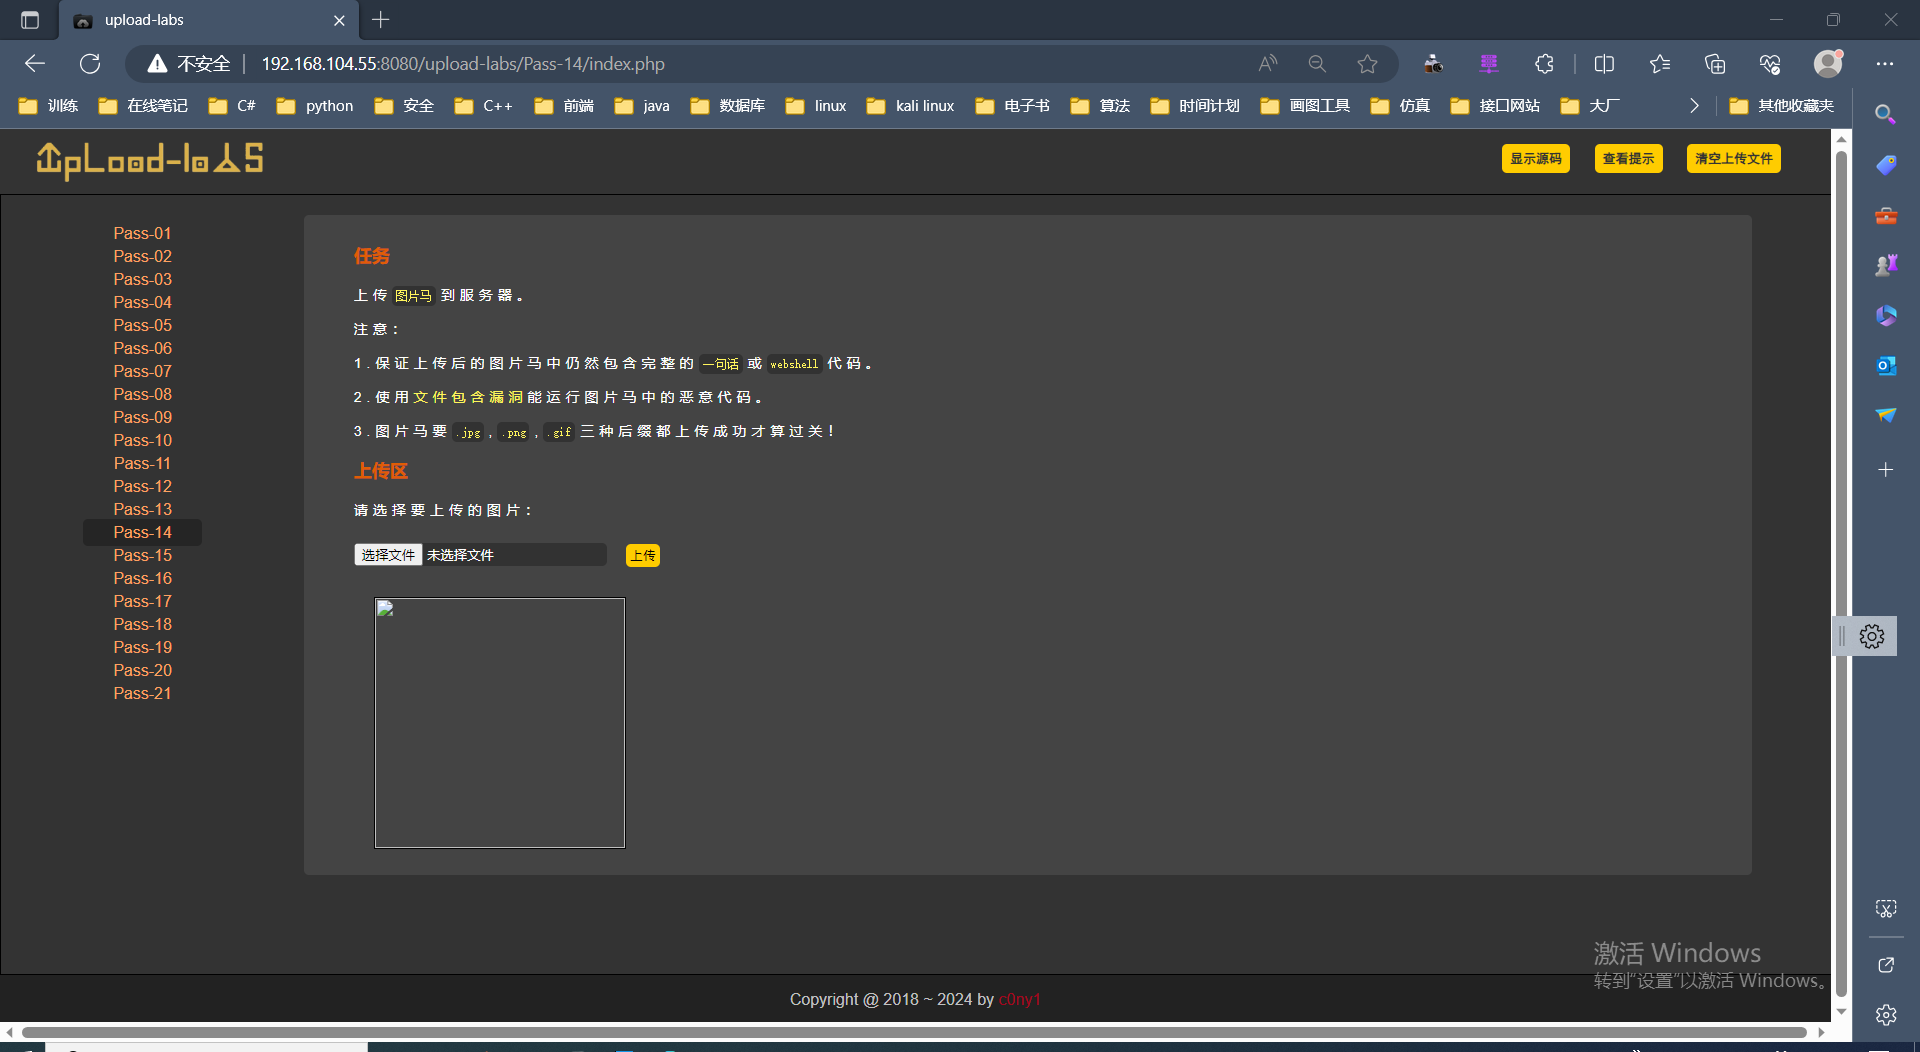 upload-labs
不安全 192.168.104.55:8080/upload-labs/Pass-14/index.php
训练 在线笔记 C# python 安全 C++ 前端 java 数据库 linux kali linux 电子书 算法 时间计划 画图工具 仿真 接口网站 大厂 其他收藏夹
UpLoad-labs
显示源码 查看提示 清空上传文件
Pass-01
Pass-02
Pass-03
Pass-04
Pass-05
Pass-06
Pass-07
Pass-08
Pass-09
Pass-10
Pass-11
Pass-12
Pass-13
Pass-14
Pass-15
Pass-16
Pass-17
Pass-18
Pass-19
Pass-20
Pass-21
任务
上传图片马到服务器。
注意：
1.保证上传后的图片马中仍然包含完整的一句话或webshell代码。
2.使用文件包含漏洞能运行图片马中的恶意代码。
3.图片马要.jpg,.png,.gif三种后缀都上传成功才算过关！
上传区
请选择要上传的图片：
选择文件 未选择文件 上传
激活 Windows
转到"设置"以激活 Windows。
Copyright @ 2018 ~ 2024 by c0ny1